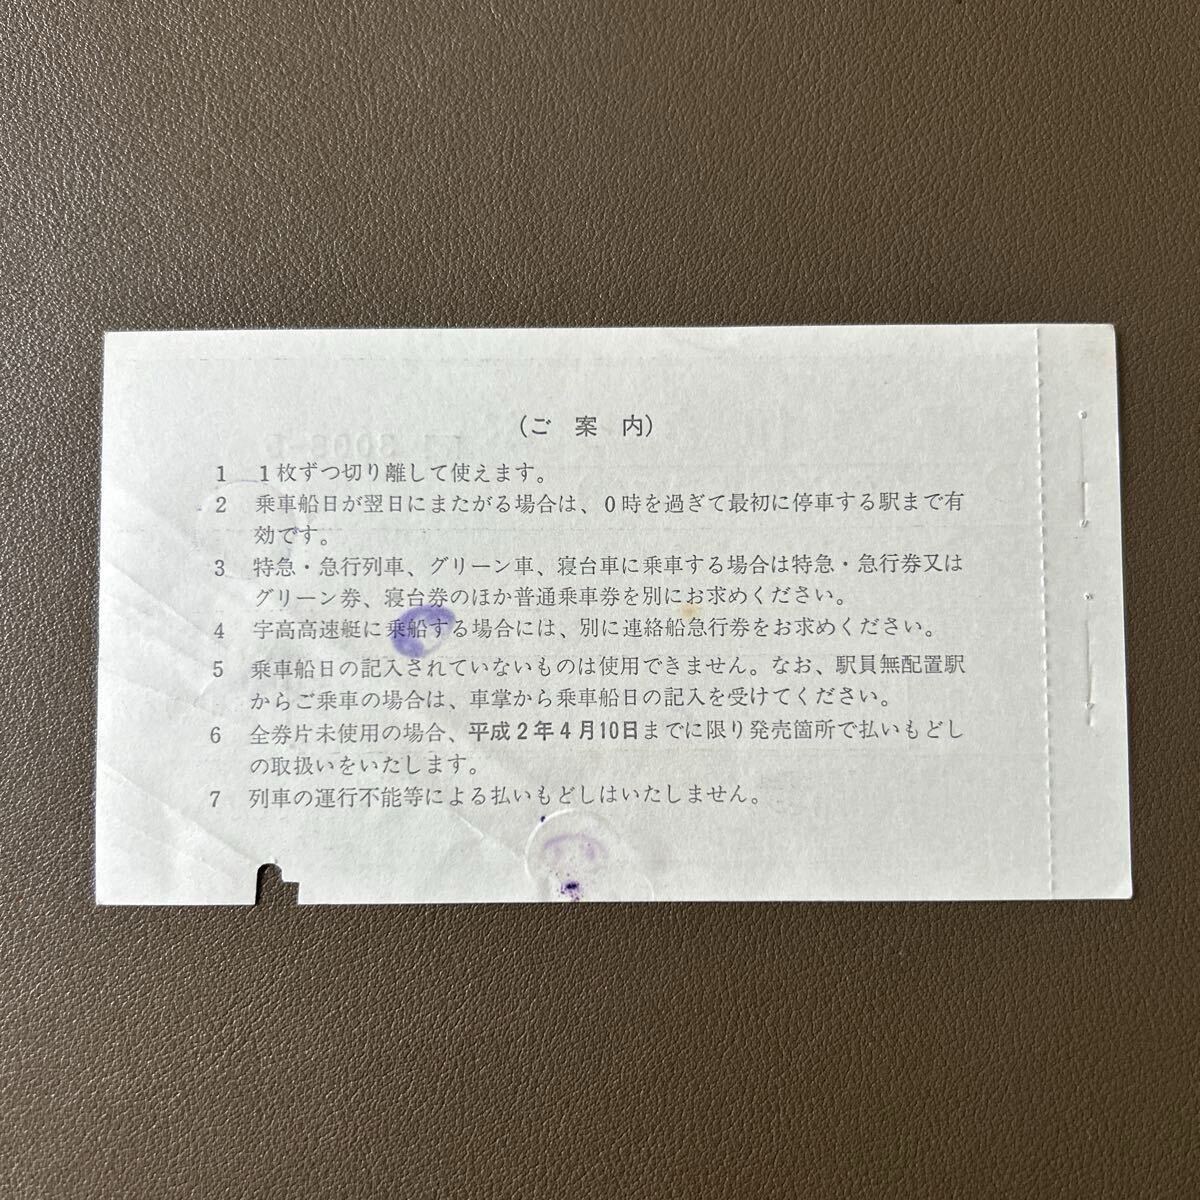 (ご案内)
1 1枚ずつ切り離して使えます。
2 乗車船日が翌日にまたがる場合は、0時を過ぎて最初に停車する駅まで有
効です。
3 特急・急行列車、グリーン車、寝台車に乗車する場合は特急・急行券又は
グリーン券、寝台券のほか普通乗車券を別にお求めください。
4 宇高高速艇に乗船する場合には、別に連絡船急行券をお求めください。
5 乗車船日の記入されていないものは使用できません。なお、駅員無配置駅
からご乗車の場合は、車掌から乗車船日の記入を受けてください。
6 全券片未使用の場合、平成2年4月10日までに限り発売箇所で払いもどし
の取扱いをいたします。
7 列車の運行不能等による払いもどしはいたしません。